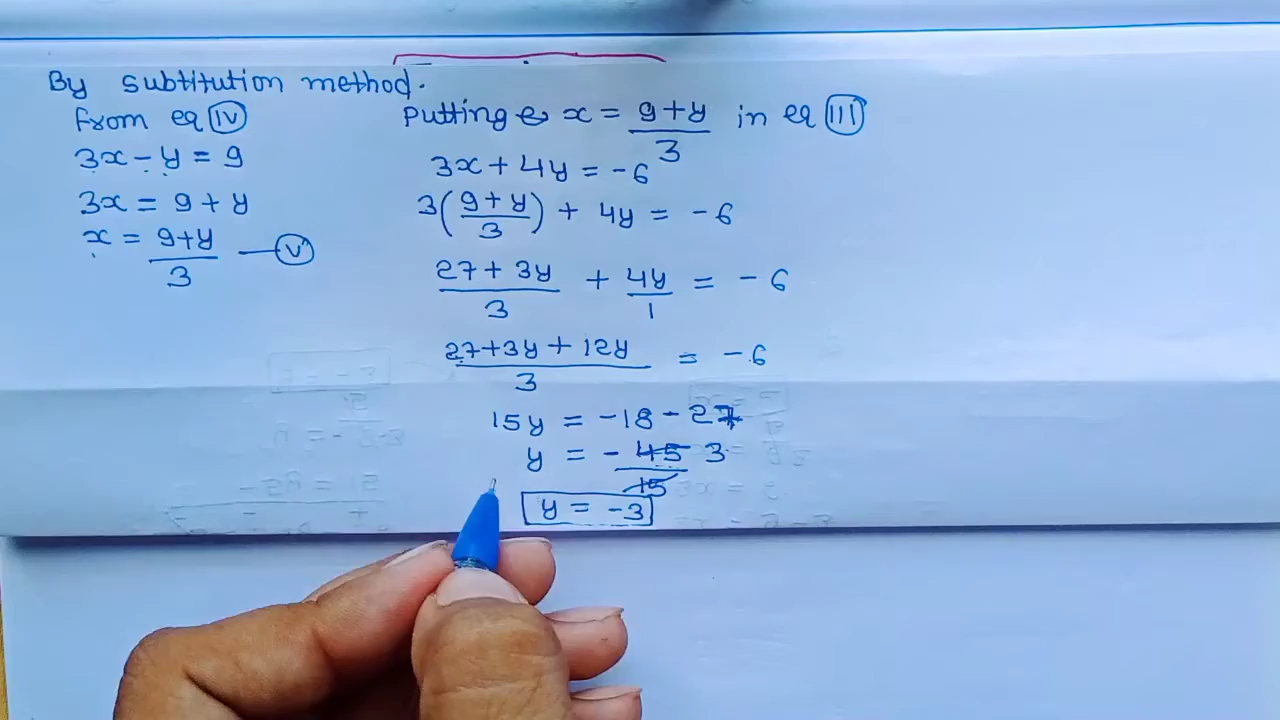 By subtitution method.
from eq IV
3x - y = 9
3x = 9 + y
x = 9+y/3 — V
Putting x = 9+y/3 in eq III
3x + 4y = -6
3(9+y/3) + 4y = -6
27 + 3y/3 + 4y/1 = -6
27+3y + 12y/3 = -6
15y = -18 - 27
y = - 45/15 3
y = -3